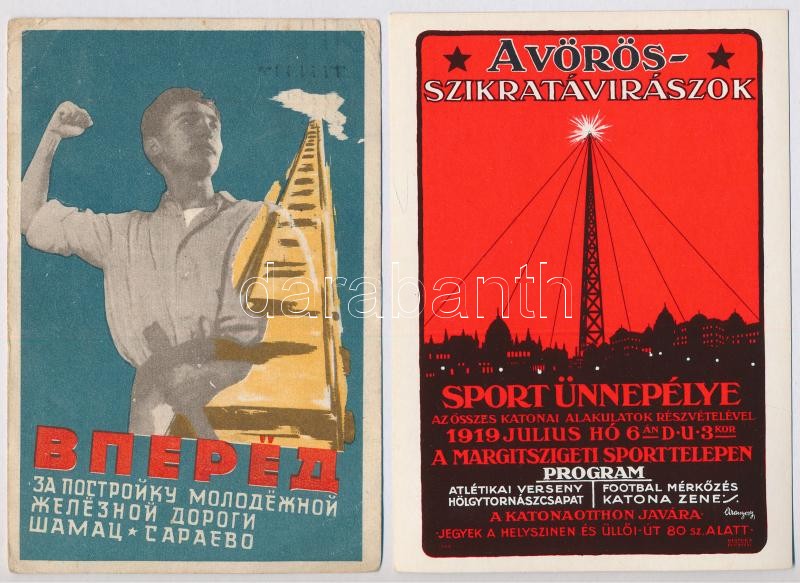 ВПЕРЁД
ЗА ПОСТРОЙКУ МОЛОДЁЖНОЙ
ЖЕЛЁЗНОЙ ДОРОГИ
ШАМАЦ ★ САРАЕВО
A VÖRÖS-
SZIKRATÁVIRÁSZOK
SPORT ÜNNEPÉLYE
AZ ÖSSZES KATONAI ALAKULATOK RÉSZVÉTELÉVEL
1919 JULIUS HÓ 6 ÁN D·U·3 KOR
A MARGITSZIGETI SPORTTELEPEN
PROGRAM
ATLÉTIKAI VERSENY
HÖLGYTORNÁSZCSAPAT
FOOTBAL MÉRKŐZÉS
KATONA ZENE
A KATONAOTTHON JAVÁRA
JEGYEK A HELYSZINEN ÉS ÜLLŐI-ÚT 80 SZ. ALATT
darabanth